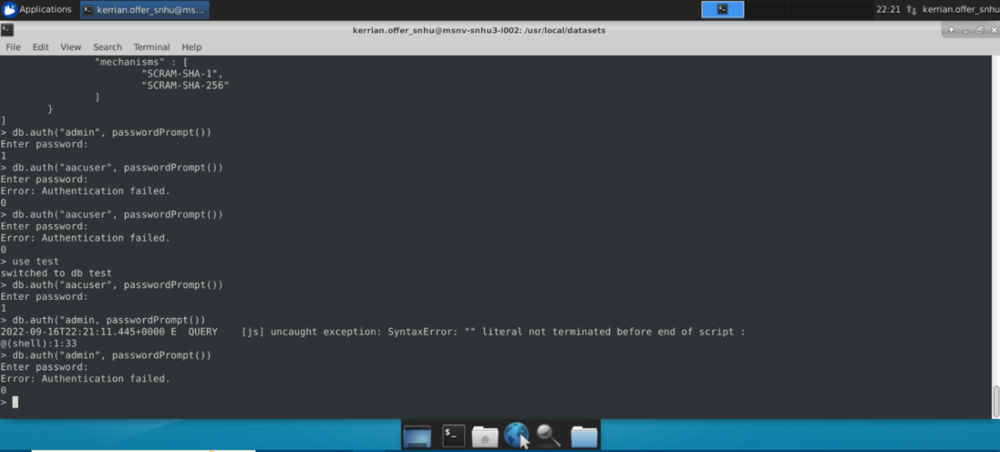 Applications kerrian.offer_snhu@ms... 22:21 kerrian.offer_snhu
kerrian.offer_snhu@msnv-snhu3-l002: /usr/local/datasets
File Edit View Search Terminal Help
"mechanisms" : [
"SCRAM-SHA-1",
"SCRAM-SHA-256"
]
}
]
> db.auth("admin", passwordPrompt())
Enter password:
1
> db.auth("aacuser", passwordPrompt())
Enter password:
Error: Authentication failed.
0
> db.auth("aacuser", passwordPrompt())
Enter password:
Error: Authentication failed.
0
> use test
switched to db test
> db.auth("aacuser", passwordPrompt())
Enter password:
1
> db.auth("admin, passwordPrompt())
2022-09-16T22:21:11.445+0000 E  QUERY    [js] uncaught exception: SyntaxError: "" literal not terminated before end of script :
@(shell):1:33
> db.auth("admin", passwordPrompt())
Enter password:
Error: Authentication failed.
0
>